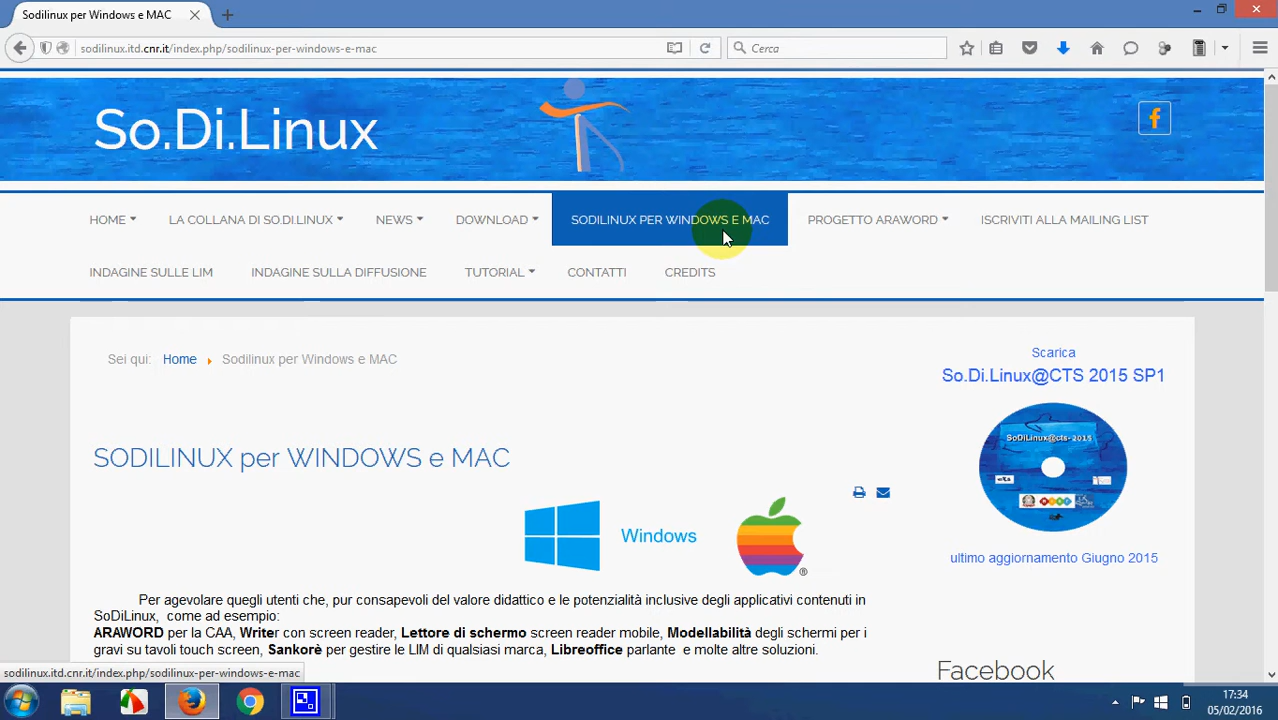 Sodilinux per Windows e MAC
sodilinux.itd.cnr.it/index.php/sodilinux-per-windows-e-mac
Cerca
So.Di.Linux
HOME
LA COLLANA DI SO.DI.LINUX
NEWS
DOWNLOAD
SODILINUX PER WINDOWS E MAC
PROGETTO ARAWORD
ISCRIVITI ALLA MAILING LIST
INDAGINE SULLE LIM
INDAGINE SULLA DIFFUSIONE
TUTORIAL
CONTATTI
CREDITS
Sei qui: Home Sodilinux per Windows e MAC
SODILINUX per WINDOWS e MAC
Windows
Per agevolare quegli utenti che, pur consapevoli del valore didattico e le potenzialità inclusive degli applicativi contenuti in
SoDiLinux, come ad esempio:
ARAWORD per la CAA, Writer con screen reader, Lettore di schermo screen reader mobile, Modellabilità degli schermi per i
gravi su tavoli touch screen, Sankorè per gestire le LIM di qualsiasi marca, Libreoffice parlante e molte altre soluzioni.
Scarica
So.Di.Linux@CTS 2015 SP1
SoDiLinux@cts-2015
ultimo aggiornamento Giugno 2015
Facebook
sodilinux.itd.cnr.it/index.php/sodilinux-per-windows-e-mac
17:34
05/02/2016